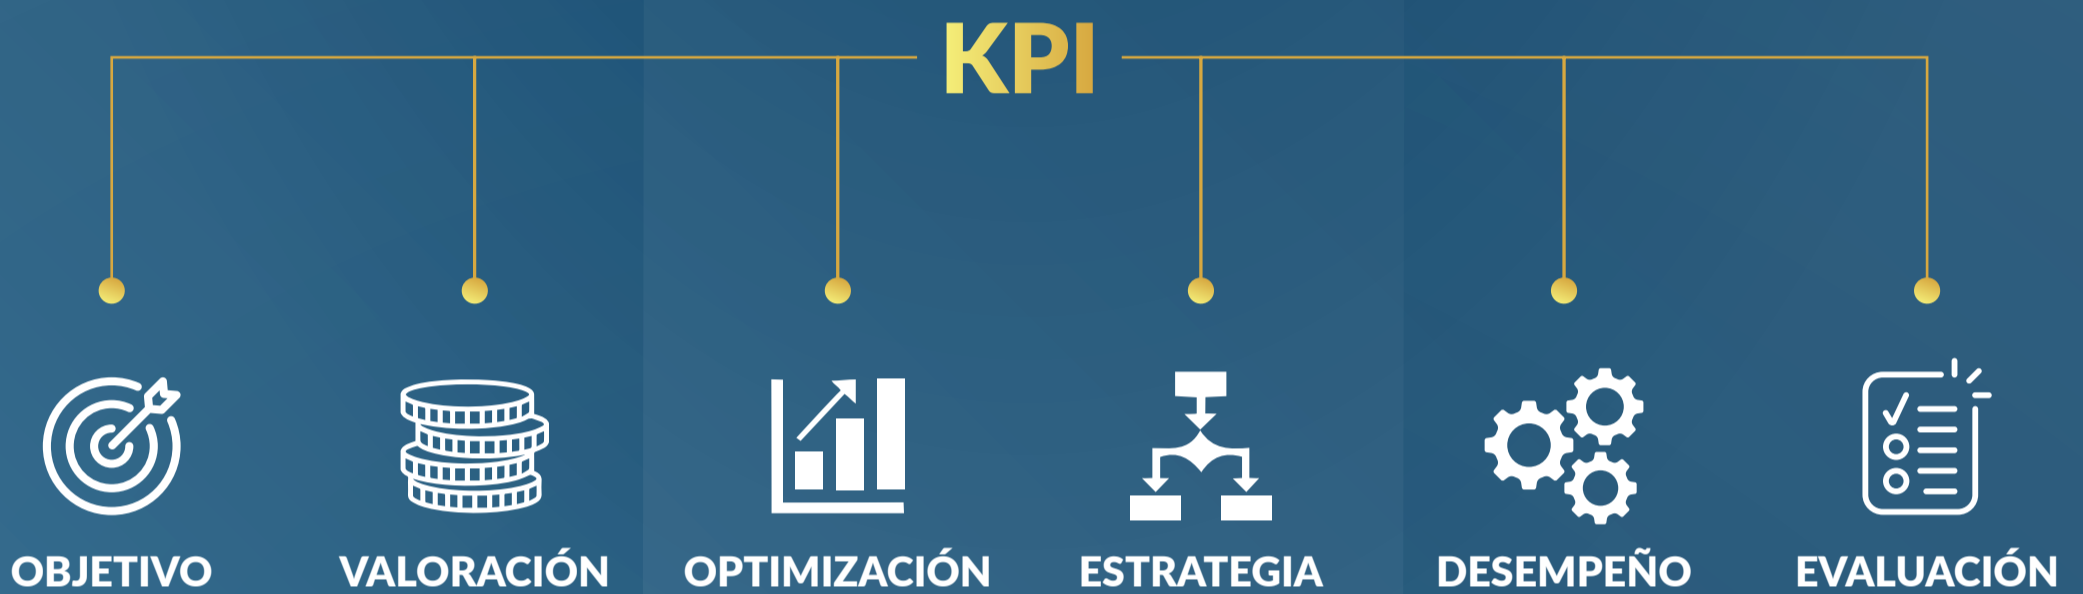 KPI
OBJETIVO
VALORACIÓN
OPTIMIZACIÓN
ESTRATEGIA
DESEMPEÑO
EVALUACIÓN